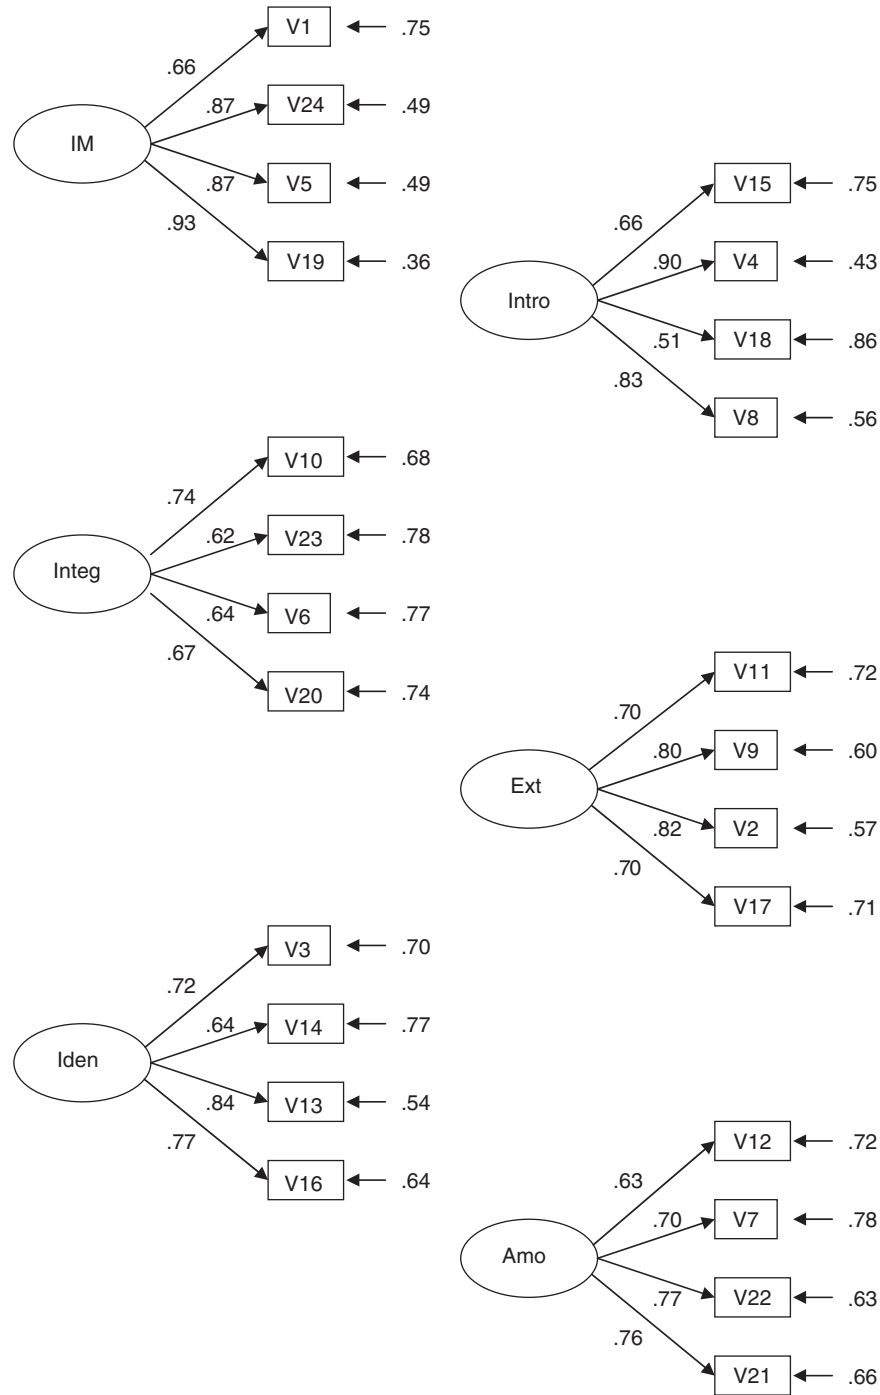 V1 .75
.66
V24 .49
.87
IM
V5 .49
.87
.93
V19 .36
V15 .75
.66
V4 .43
.90
Intro
V18 .86
.51
.83
V8 .56
V10 .68
.74
V23 .78
.62
Integ
V6 .77
.64
.67
V20 .74
V11 .72
.70
V9 .60
.80
Ext
V2 .57
.82
.70
V17 .71
V3 .70
.72
V14 .77
.64
Iden
V13 .54
.84
.77
V16 .64
V12 .72
.63
V7 .78
.70
Amo
V22 .63
.77
.76
V21 .66